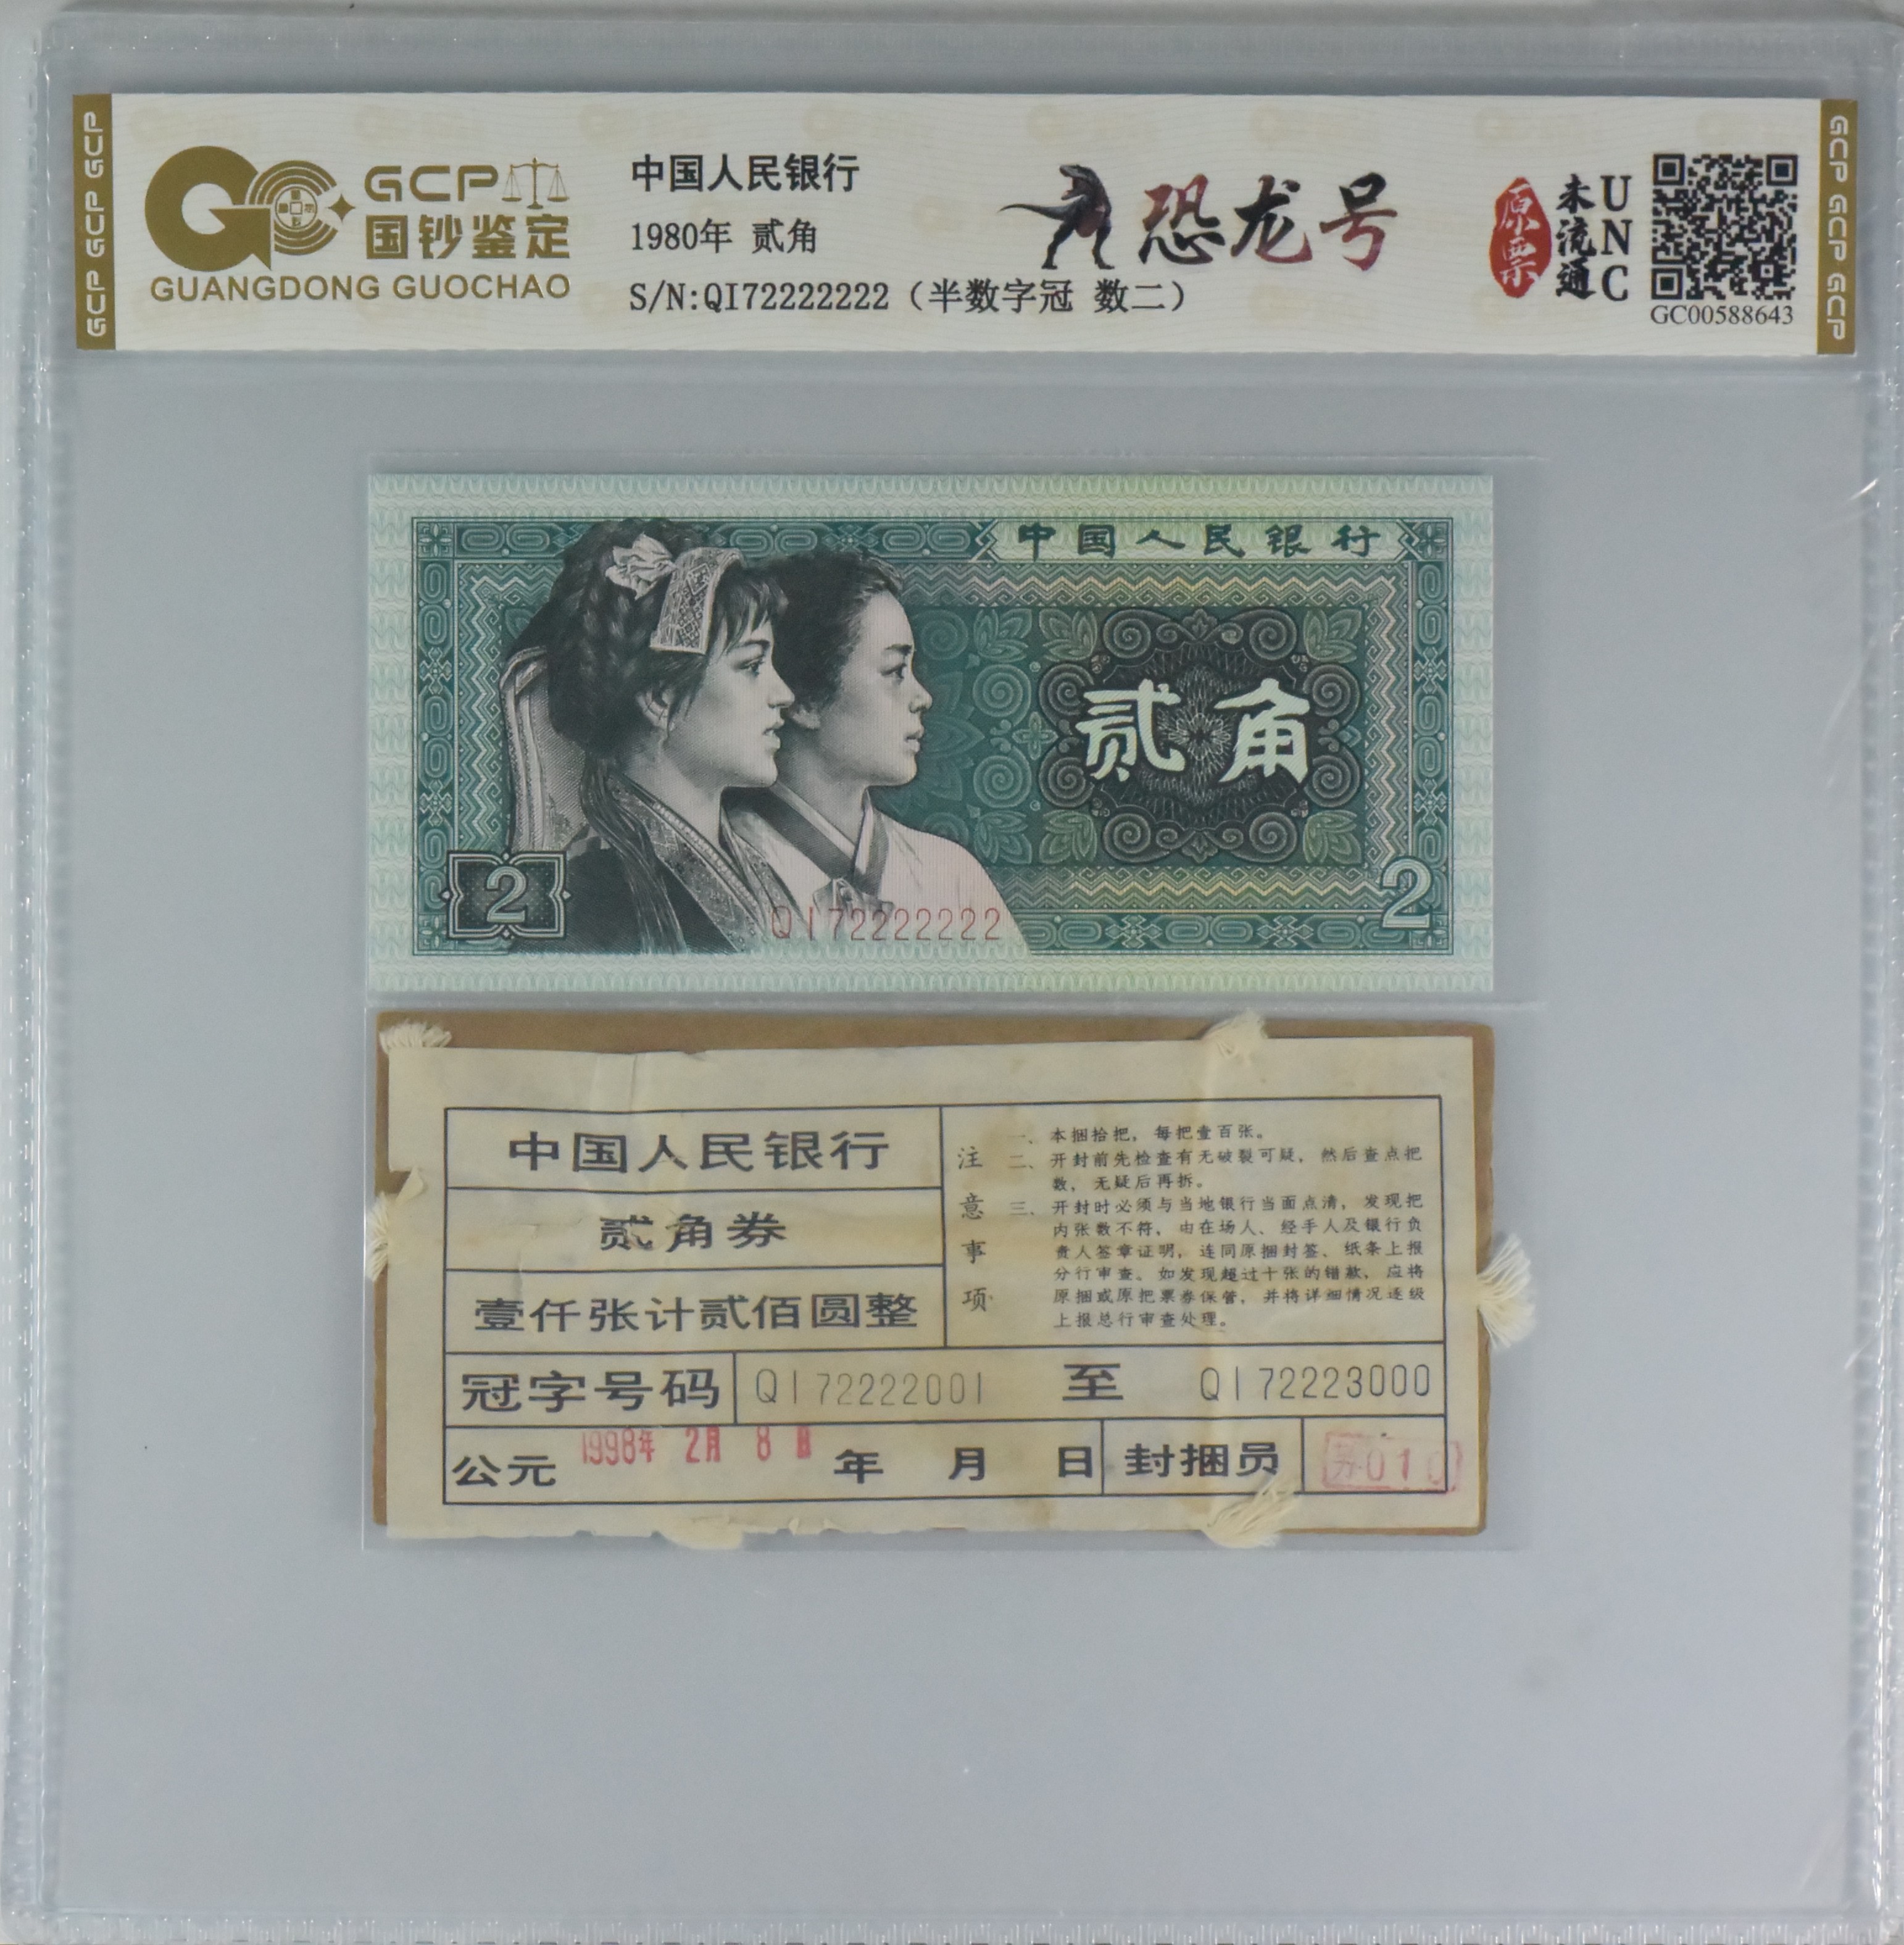 GCP GCP GCP
GCP
国钞鉴定
GUANGDONG GUOCHAO
中国人民银行
1980年 贰角
S/N:QI72222222（半数字冠 数二）
恐龙号
原票
未流通
UNC
GC00588643
GCP GCP GCP
中国人民银行
贰角
2
2
QI72222222
中国人民银行
贰角券
壹仟张计贰佰圆整
注意事项
一、本捆拾把，每把壹百张。
二、开封前先检查有无破裂可疑，然后查点把
数，无疑后再拆。
三、开封时必须与当地银行当面点清，发现把
内张数不符，由在场人、经手人及银行负
责人签章证明，连同原捆封签、纸条上报
分行审查。如发现超过十张的错款，应将
原捆或原把票券保管，并将详细情况逐级
上报总行审查处理。
冠字号码 QI72222001 至 QI72223000
公元 1998年 2月 8日 年 月 日 封捆员 苏010